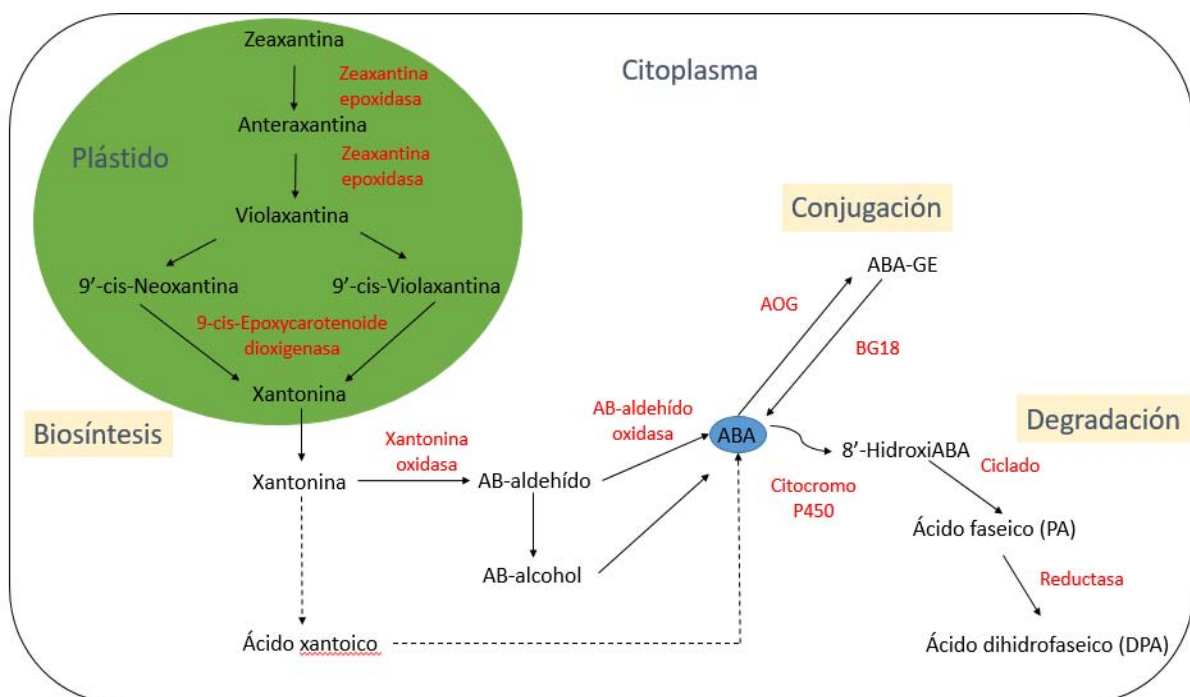 Zeaxantina
Citoplasma
Zeaxantina
epoxidasa
Anteraxantina
Plástido
Zeaxantina
epoxidasa
Violaxantina
Conjugación
9’-cis-Neoxantina
9’-cis-Violaxantina
ABA-GE
AOG
9-cis-Epoxycarotenoide
dioxigenasa
BG18
Xantonina
Biosíntesis
Xantonina
oxidasa
AB-aldehído
oxidasa
ABA
Degradación
8’-HidroxiABA
Ciclado
Xantonina
AB-aldehído
Citocromo
P450
Ácido faseico (PA)
AB-alcohol
Reductasa
Ácido xantoico
Ácido dihidrofaseico (DPA)